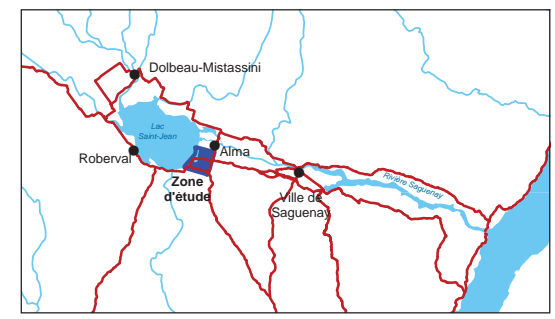 Dolbeau-Mistassini
Lac
Saint-Jean
Alma
Roberval
Zone
d'étude
Rivière Saguenay
Ville de
Saguenay